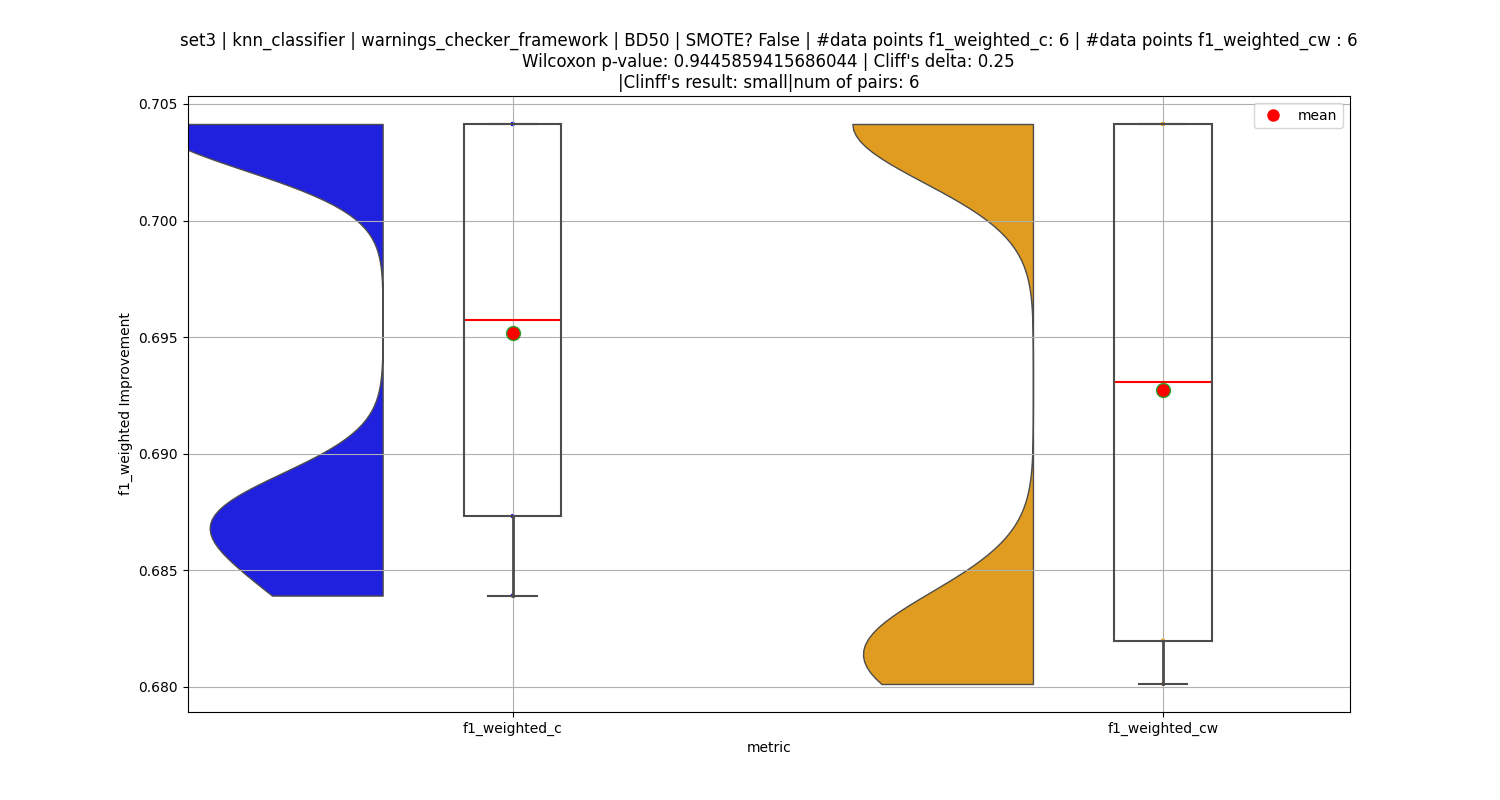 set3 | knn_classifier | warnings_checker_framework | BD50 | SMOTE? False | #data points f1_weighted_c: 6 | #data points f1_weighted_cw : 6
Wilcoxon p-value: 0.9445859415686044 | Cliff's delta: 0.25
|Clinff's result: small|num of pairs: 6
mean
0.705
0.700
0.695
0.690
0.685
0.680
f1_weighted Improvement
f1_weighted_c
f1_weighted_cw
metric